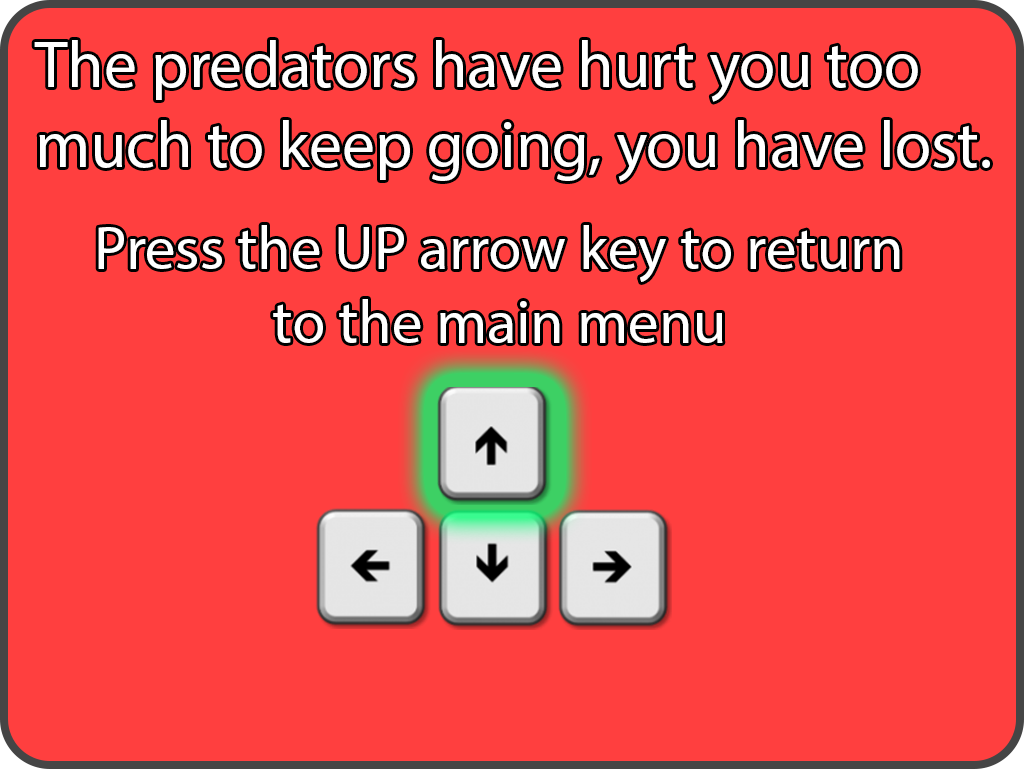 The predators have hurt you too
much to keep going, you have lost.
Press the UP arrow key to return
to the main menu